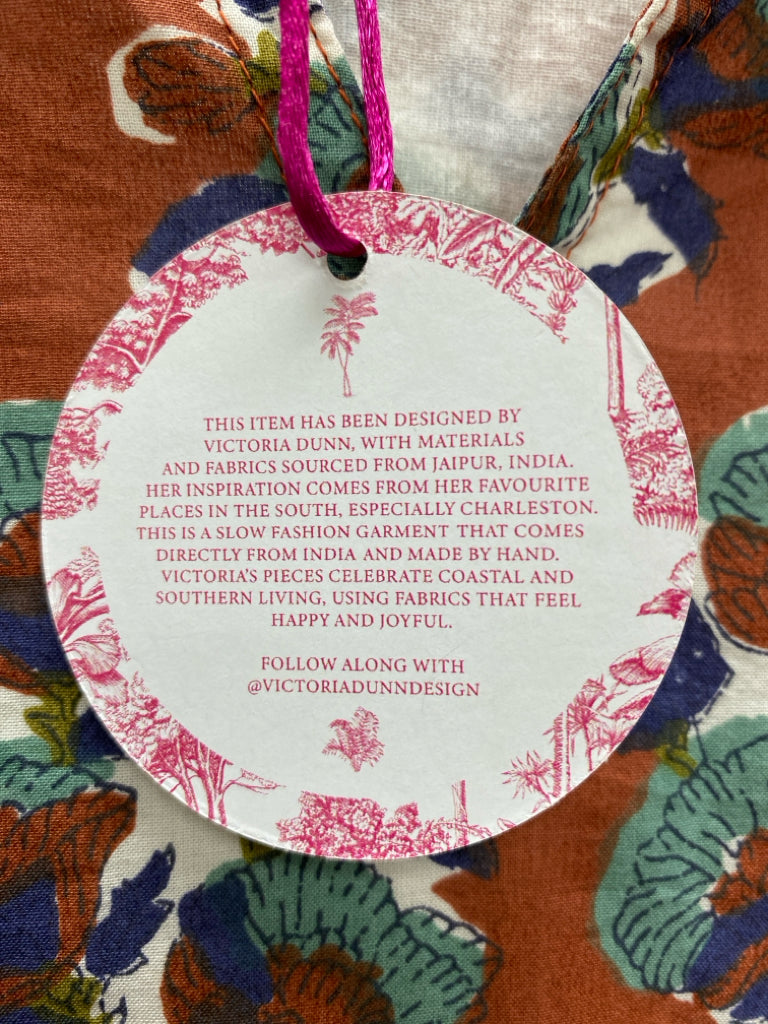 THIS ITEM HAS BEEN DESIGNED BY
VICTORIA DUNN, WITH MATERIALS
AND FABRICS SOURCED FROM JAIPUR, INDIA.
HER INSPIRATION COMES FROM HER FAVOURITE
PLACES IN THE SOUTH, ESPECIALLY CHARLESTON.
THIS IS A SLOW FASHION GARMENT THAT COMES
DIRECTLY FROM INDIA AND MADE BY HAND.
VICTORIA'S PIECES CELEBRATE COASTAL AND
SOUTHERN LIVING, USING FABRICS THAT FEEL
HAPPY AND JOYFUL.
FOLLOW ALONG WITH
@VICTORIADUNNDESIGN